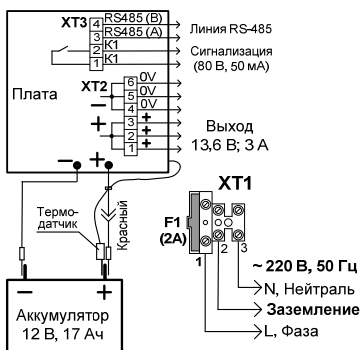 XT3
4 RS485 (B)
3 RS485 (A)
2 К1
1 К1
Линия RS-485
Сигнализация
(80 В, 50 мА)
Плата
XT2
6 0V
5 0V
– 4 0V
+ 3 +
2 +
1 +
Выход
13,6 В; 3 А
– +
Термо-
датчик
Красный
XT1
F1
(2А)
1 2 3
~ 220 В, 50 Гц
N, Нейтраль
Заземление
L, Фаза
– +
Аккумулятор
12 В, 17 Ач